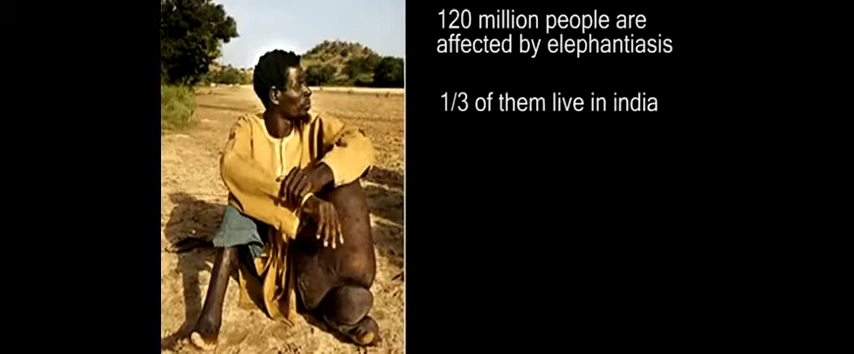 120 million people are
affected by elephantiasis
1/3 of them live in india